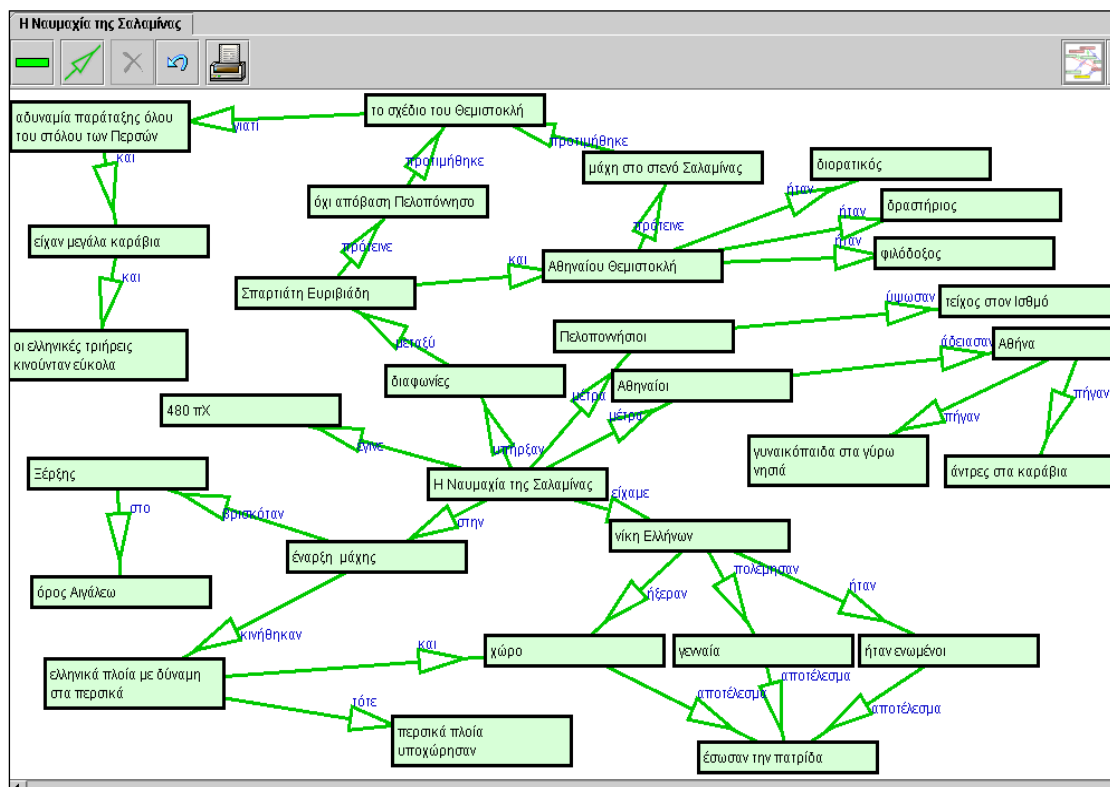 Η Ναυμαχία της Σαλαμίνας
αδυναμία παράταξης όλου
του στόλου των Περσών
γιατί
το σχέδιο του Θεμιστοκλή
και
προτιμήθηκε
προτιμήθηκε
μάχη στο στενό Σαλαμίνας
διορατικός
όχι απόβαση Πελοπόννησο
ήταν
δραστήριος
ήταν
είχαν μεγάλα καράβια
πρότεινε
πρότεινε
ήταν
φιλόδοξος
και
και
Αθηναίου Θεμιστοκλή
Σπαρτιάτη Ευριβιάδη
ύψωσαν
τείχος στον Ισθμό
Πελοποννήσιοι
οι ελληνικές τριήρεις
κινούνταν εύκολα
μεταξύ
άδειασαν
Αθήνα
διαφωνίες
μέτρα
Αθηναίοι
480 πΧ
μέτρα
πήγαν
πήγαν
έγινε
υπήρξαν
γυναικόπαιδα στα γύρω
νησιά
άντρες στα καράβια
Ξέρξης
Η Ναυμαχία της Σαλαμίνας
είχαμε
στο
βρισκόταν
στην
νίκη Ελλήνων
έναρξη μάχης
πολέμησαν
όρος Αιγάλεω
ήξεραν
ήταν
κινήθηκαν
και
χώρο
γενναία
ήταν ενωμένοι
ελληνικά πλοία με δύναμη
στα περσικά
αποτέλεσμα
αποτέλεσμα
αποτέλεσμα
τότε
περσικά πλοία
υποχώρησαν
έσωσαν την πατρίδα